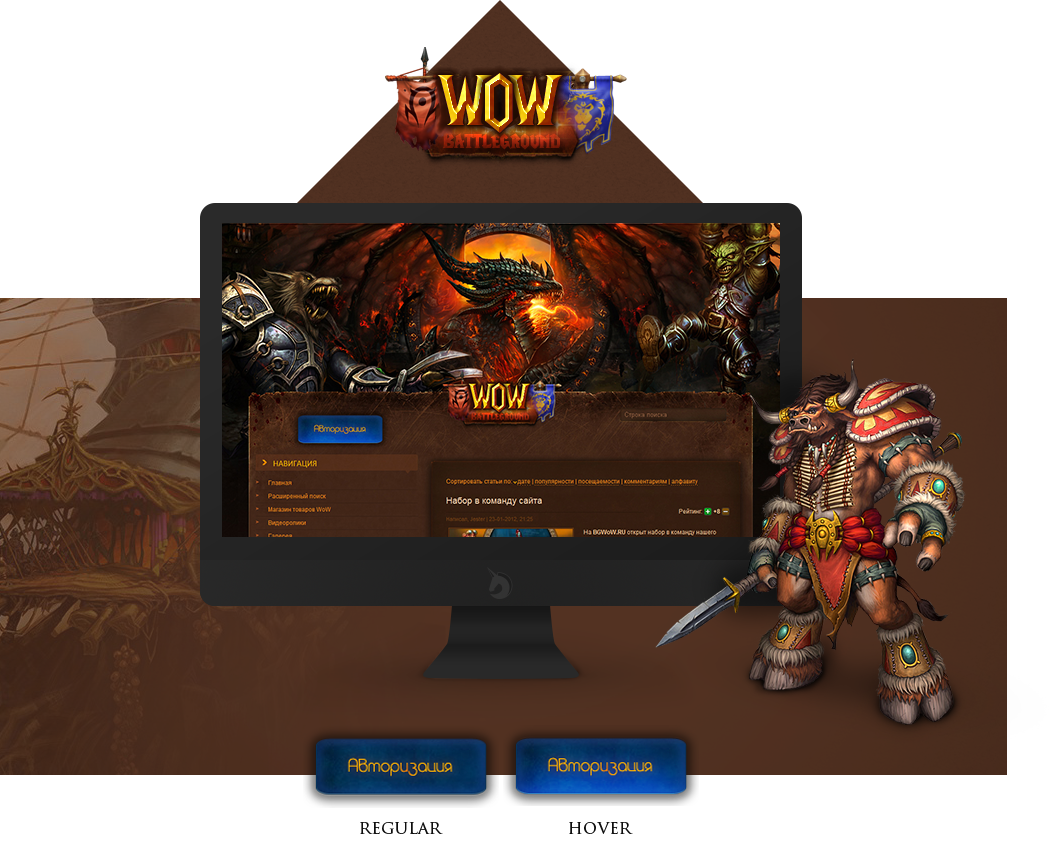 WOW
BATTLEGROUND
WOW
BATTLEGROUND
Строка поиска
Авторизация
НАВИГАЦИЯ
Главная
Расширенный поиск
Магазин товаров WoW
Видеоролики
Галерея
Сортировать статьи по: дате | популярности | посещаемости | комментариям | алфавиту
Набор в команду сайта
Рейтинг: +8
Написал: Jester | 23-01-2012, 21:23
На BGWoW.RU открыт набор в команду нашего
Авторизация
Авторизация
REGULAR
HOVER